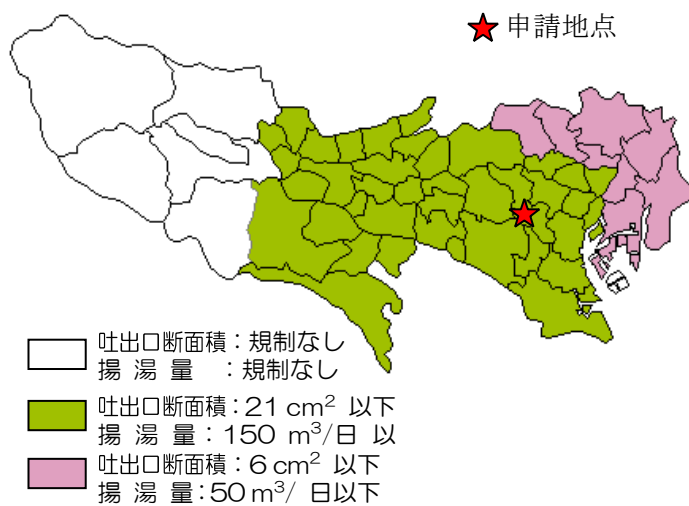 ★ 申請地点
吐出口断面積：規制なし
揚 湯 量 ：規制なし
吐出口断面積：21 cm² 以下
揚 湯 量：150 m³/日 以
吐出口断面積：6 cm² 以下
揚 湯 量：50 m³/ 日以下